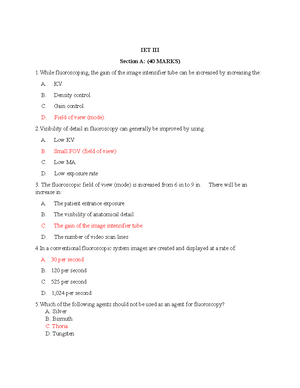 IET III
Section A: (40 MARKS)
1.While fluoroscoping, the gain of the image intensifier tube can be increased by increasing the:
A. KV
B. Density control
C. Gain control
D. Field of view (mode)
2.Visibility of detail in fluoroscopy can generally be improved by using:
A. Low KV
B. Small FOV (field of view)
C. Low MA
D. Low exposure rate
3. The fluoroscopic field of view (mode) is increased from 6 in to 9 in. There will be an
increase in:
A. The patient entrance exposure
B. The visibility of anatomical detail
C. The gain of the image intensifier tube
D. The number of video scan lines
4.In a conventional fluoroscopic system images are created and displayed at a rate of:
A. 30 per second
B. 120 per second
C. 525 per second
D. 1,024 per second
5.Which of the following agents should not be used as an agent for fluoroscopy?
A. Silver
B. Bismuth
C. Thoria
D. Tungsten